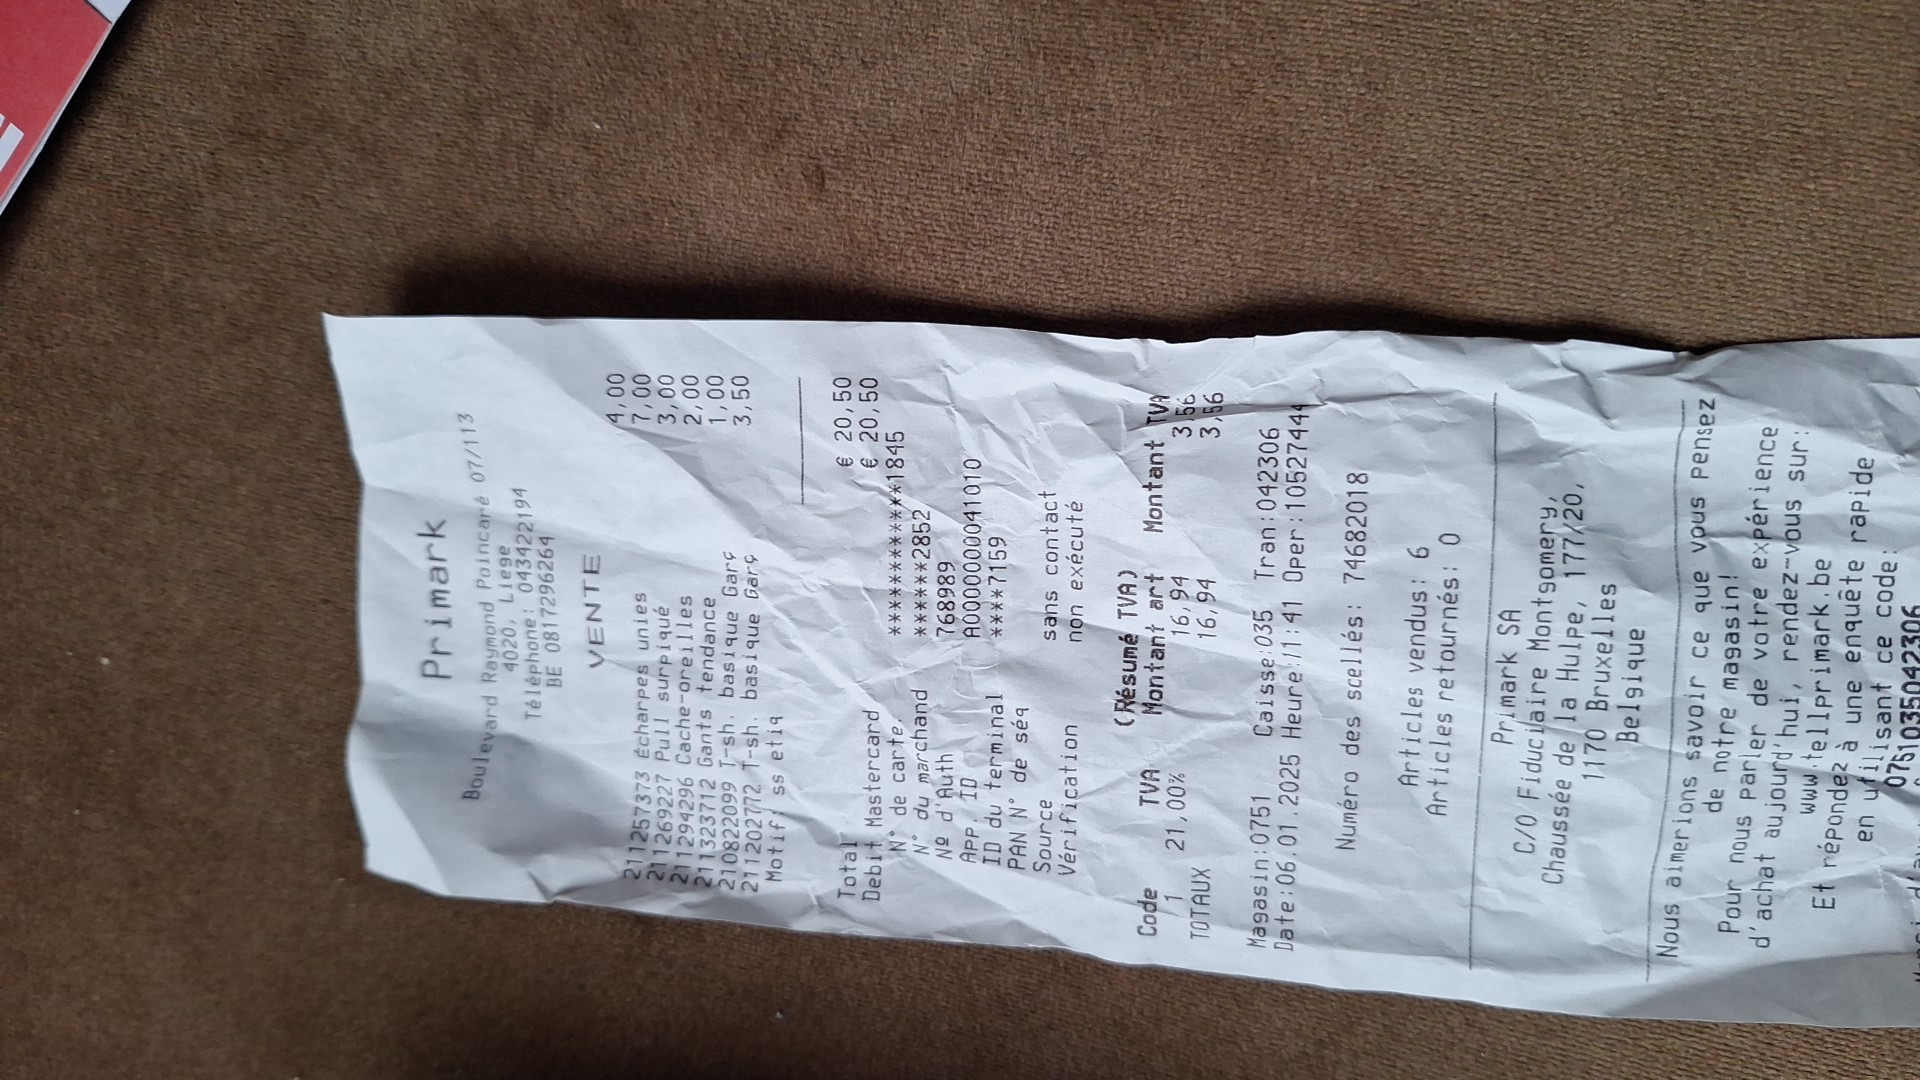 Primark
Boulevard Raymond Poincaré 07/113
4020, Liege
Téléphone: 043422194
BE 0817296264
VENTE
211257373 Écharpes unies 4,00
211269227 Pull surpiqué 7,00
211294296 Cache-oreilles 3,00
211323712 Gants tendance 2,00
210822099 T-sh. basique Garç 1,00
211202772 T-sh. basique Garç 3,50
Motif: ss etiq
Total € 20,50
Debit Mastercard € 20,50
N° de carte. ************1845
N° du marchand ******2852
Nº d'Auth 768989
APP. ID A0000000041010
ID du terminal ****7159
PAN N° de séq
Source sans contact
Vérification non exécuté
(Résumé TVA)
Code TVA Montant art Montant TVA
1 21,00% 16,94 3,56
TOTAUX 16,94 3,56
Magasin:0751 Caisse:035 Tran:042306
Date:06.01.2025 Heure: :41 Oper:10527444
Numéro des scellés: 74682018
Articles vendus: 6
Articles retournés: 0
Primark SA
C/O Fiduciaire Montgomery,
Chaussée de la Hulpe, 177/20,
1170 Bruxelles
Belgique
Nous aimerions savoir ce que vous pensez
de notre magasin!
Pour nous parler de votre expérience
d'achat aujourd'hui, rendez-vous sur:
www.tellprimark.be
Et répondez à une enquête rapide
en utilisant ce code:
075103504​2306